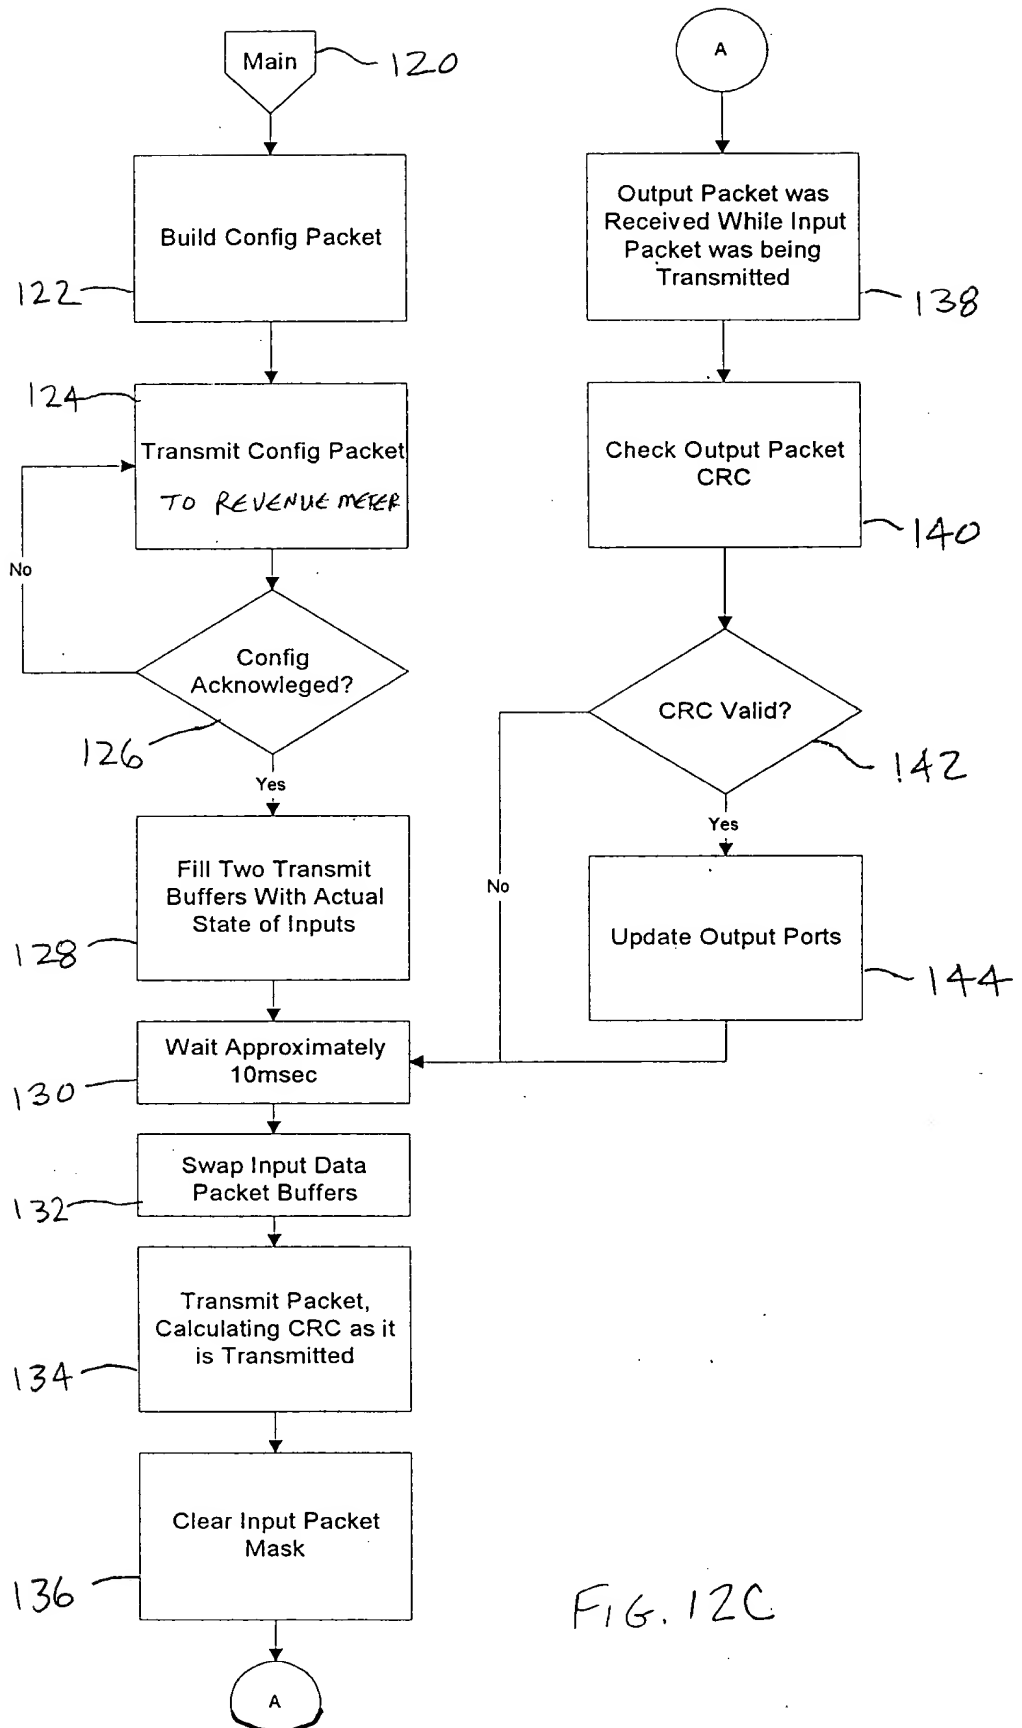 Main
120
Build Config Packet
122
124
Transmit Config Packet
TO REVENUE METER
No
Config
Acknowleged?
126
Yes
Fill Two Transmit
Buffers With Actual
State of Inputs
128
Wait Approximately
10msec
130
Swap Input Data
Packet Buffers
132
Transmit Packet,
Calculating CRC as it
is Transmitted
134
Clear Input Packet
Mask
136
A
A
Output Packet was
Received While Input
Packet was being
Transmitted
138
Check Output Packet
CRC
140
CRC Valid?
142
Yes
No
Update Output Ports
144
FIG. 12C